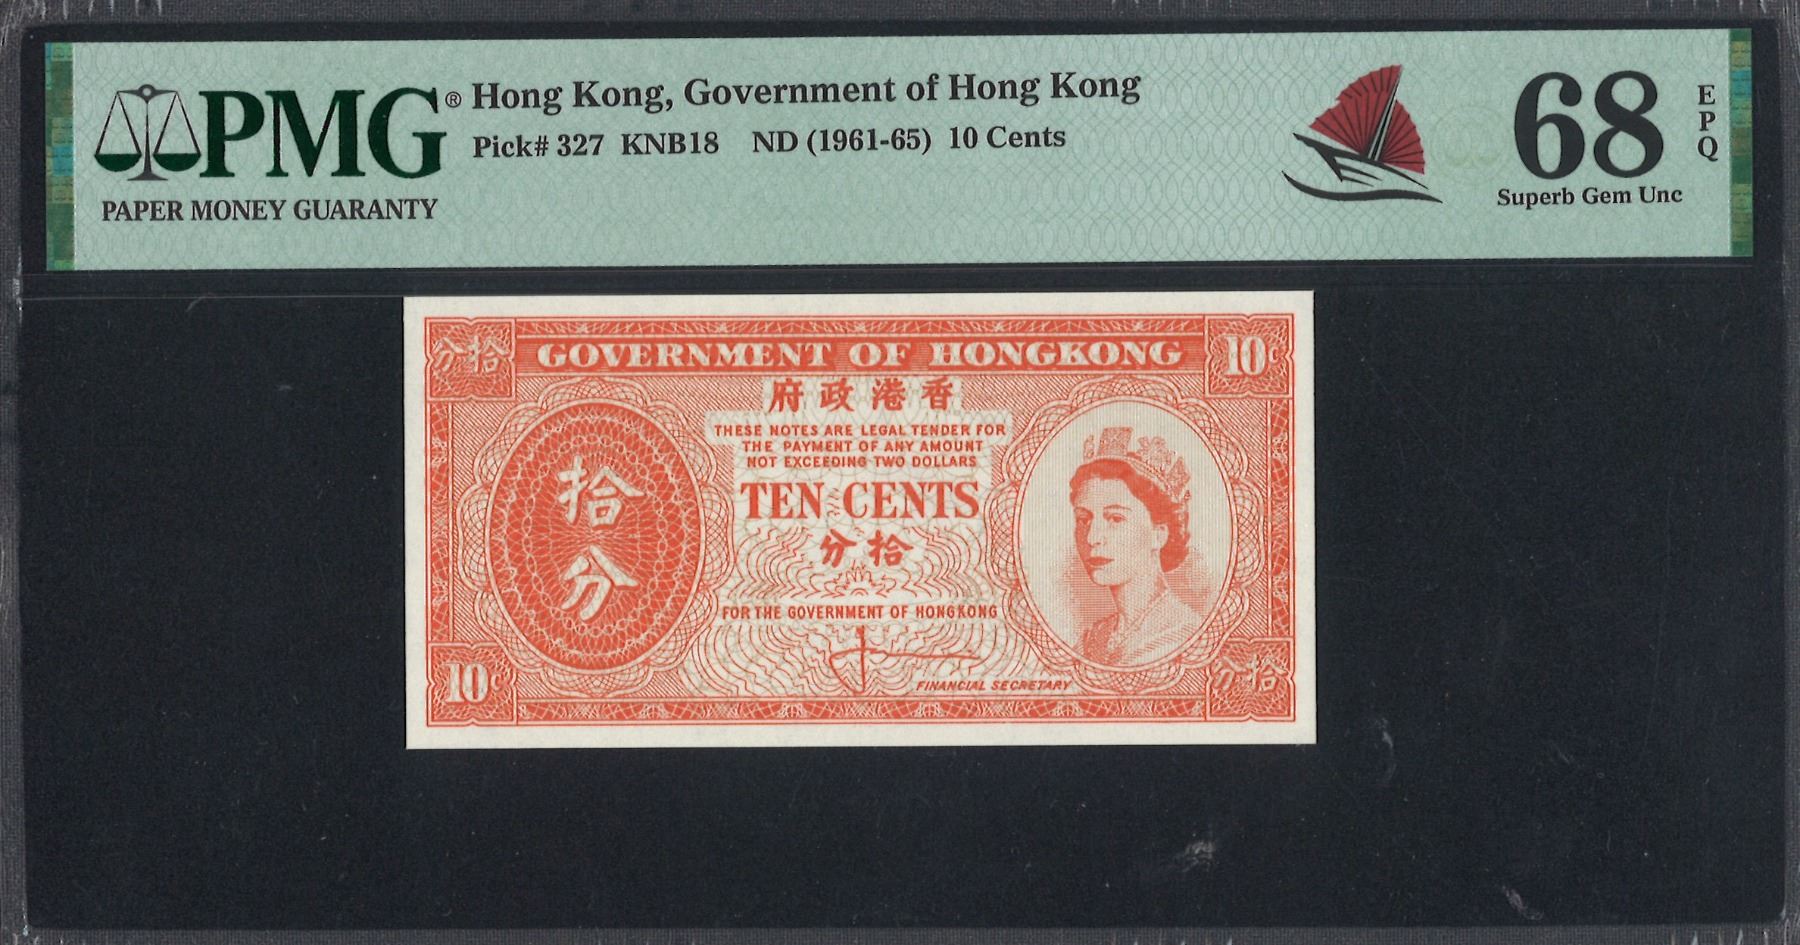 PMG®
PAPER MONEY GUARANTY
Hong Kong, Government of Hong Kong
Pick# 327 KNB18 ND (1961-65) 10 Cents
68
EPQ
Superb Gem Unc
分拾
GOVERNMENT OF HONGKONG
10c
府政港香
THESE NOTES ARE LEGAL TENDER FOR
THE PAYMENT OF ANY AMOUNT
NOT EXCEEDING TWO DOLLARS
拾分
TEN CENTS
分拾
FOR THE GOVERNMENT OF HONGKONG
10c
FINANCIAL SECRETARY
分拾